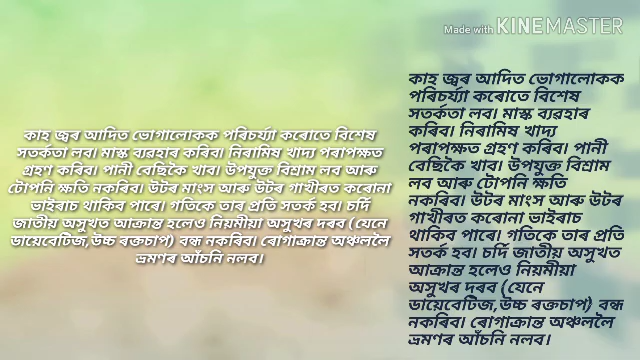 Made with KINEMASTER
কাহ জ্বৰ আদিত ভোগালোকক পৰিচৰ্য্যা কৰোতে বিশেষ
সতৰ্কতা লব। মাস্ক ব্যৱহাৰ কৰিব। নিৰামিষ খাদ্য পৰাপক্ষত
গ্ৰহণ কৰিব। পানী বেছিকৈ খাব। উপযুক্ত বিশ্ৰাম লব আৰু
টোপনি ক্ষতি নকৰিব। উটৰ মাংস আৰু উটৰ গাখীৰত কৰোনা
ভাইৰাচ থাকিব পাৰে। গতিকে তাৰ প্ৰতি সতৰ্ক হব। চৰ্দি
জাতীয় অসুখত আক্ৰান্ত হলেও নিয়মীয়া অসুখৰ দৰব (যেনে
ডায়েবেটিজ,উচ্চ ৰক্তচাপ) বন্ধ নকৰিব। ৰোগাক্ৰান্ত অঞ্চললৈ
ভ্ৰমণৰ আঁচনি নলব।
কাহ জ্বৰ আদিত ভোগালোকক
পৰিচৰ্য্যা কৰোতে বিশেষ
সতৰ্কতা লব। মাস্ক ব্যৱহাৰ
কৰিব। নিৰামিষ খাদ্য
পৰাপক্ষত গ্ৰহণ কৰিব। পানী
বেছিকৈ খাব। উপযুক্ত বিশ্ৰাম
লব আৰু টোপনি ক্ষতি
নকৰিব। উটৰ মাংস আৰু উটৰ
গাখীৰত কৰোনা ভাইৰাচ
থাকিব পাৰে। গতিকে তাৰ প্ৰতি
সতৰ্ক হব। চৰ্দি জাতীয় অসুখত
আক্ৰান্ত হলেও নিয়মীয়া
অসুখৰ দৰব (যেনে
ডায়েবেটিজ,উচ্চ ৰক্তচাপ) বন্ধ
নকৰিব। ৰোগাক্ৰান্ত অঞ্চললৈ
ভ্ৰমণৰ আঁচনি নলব।